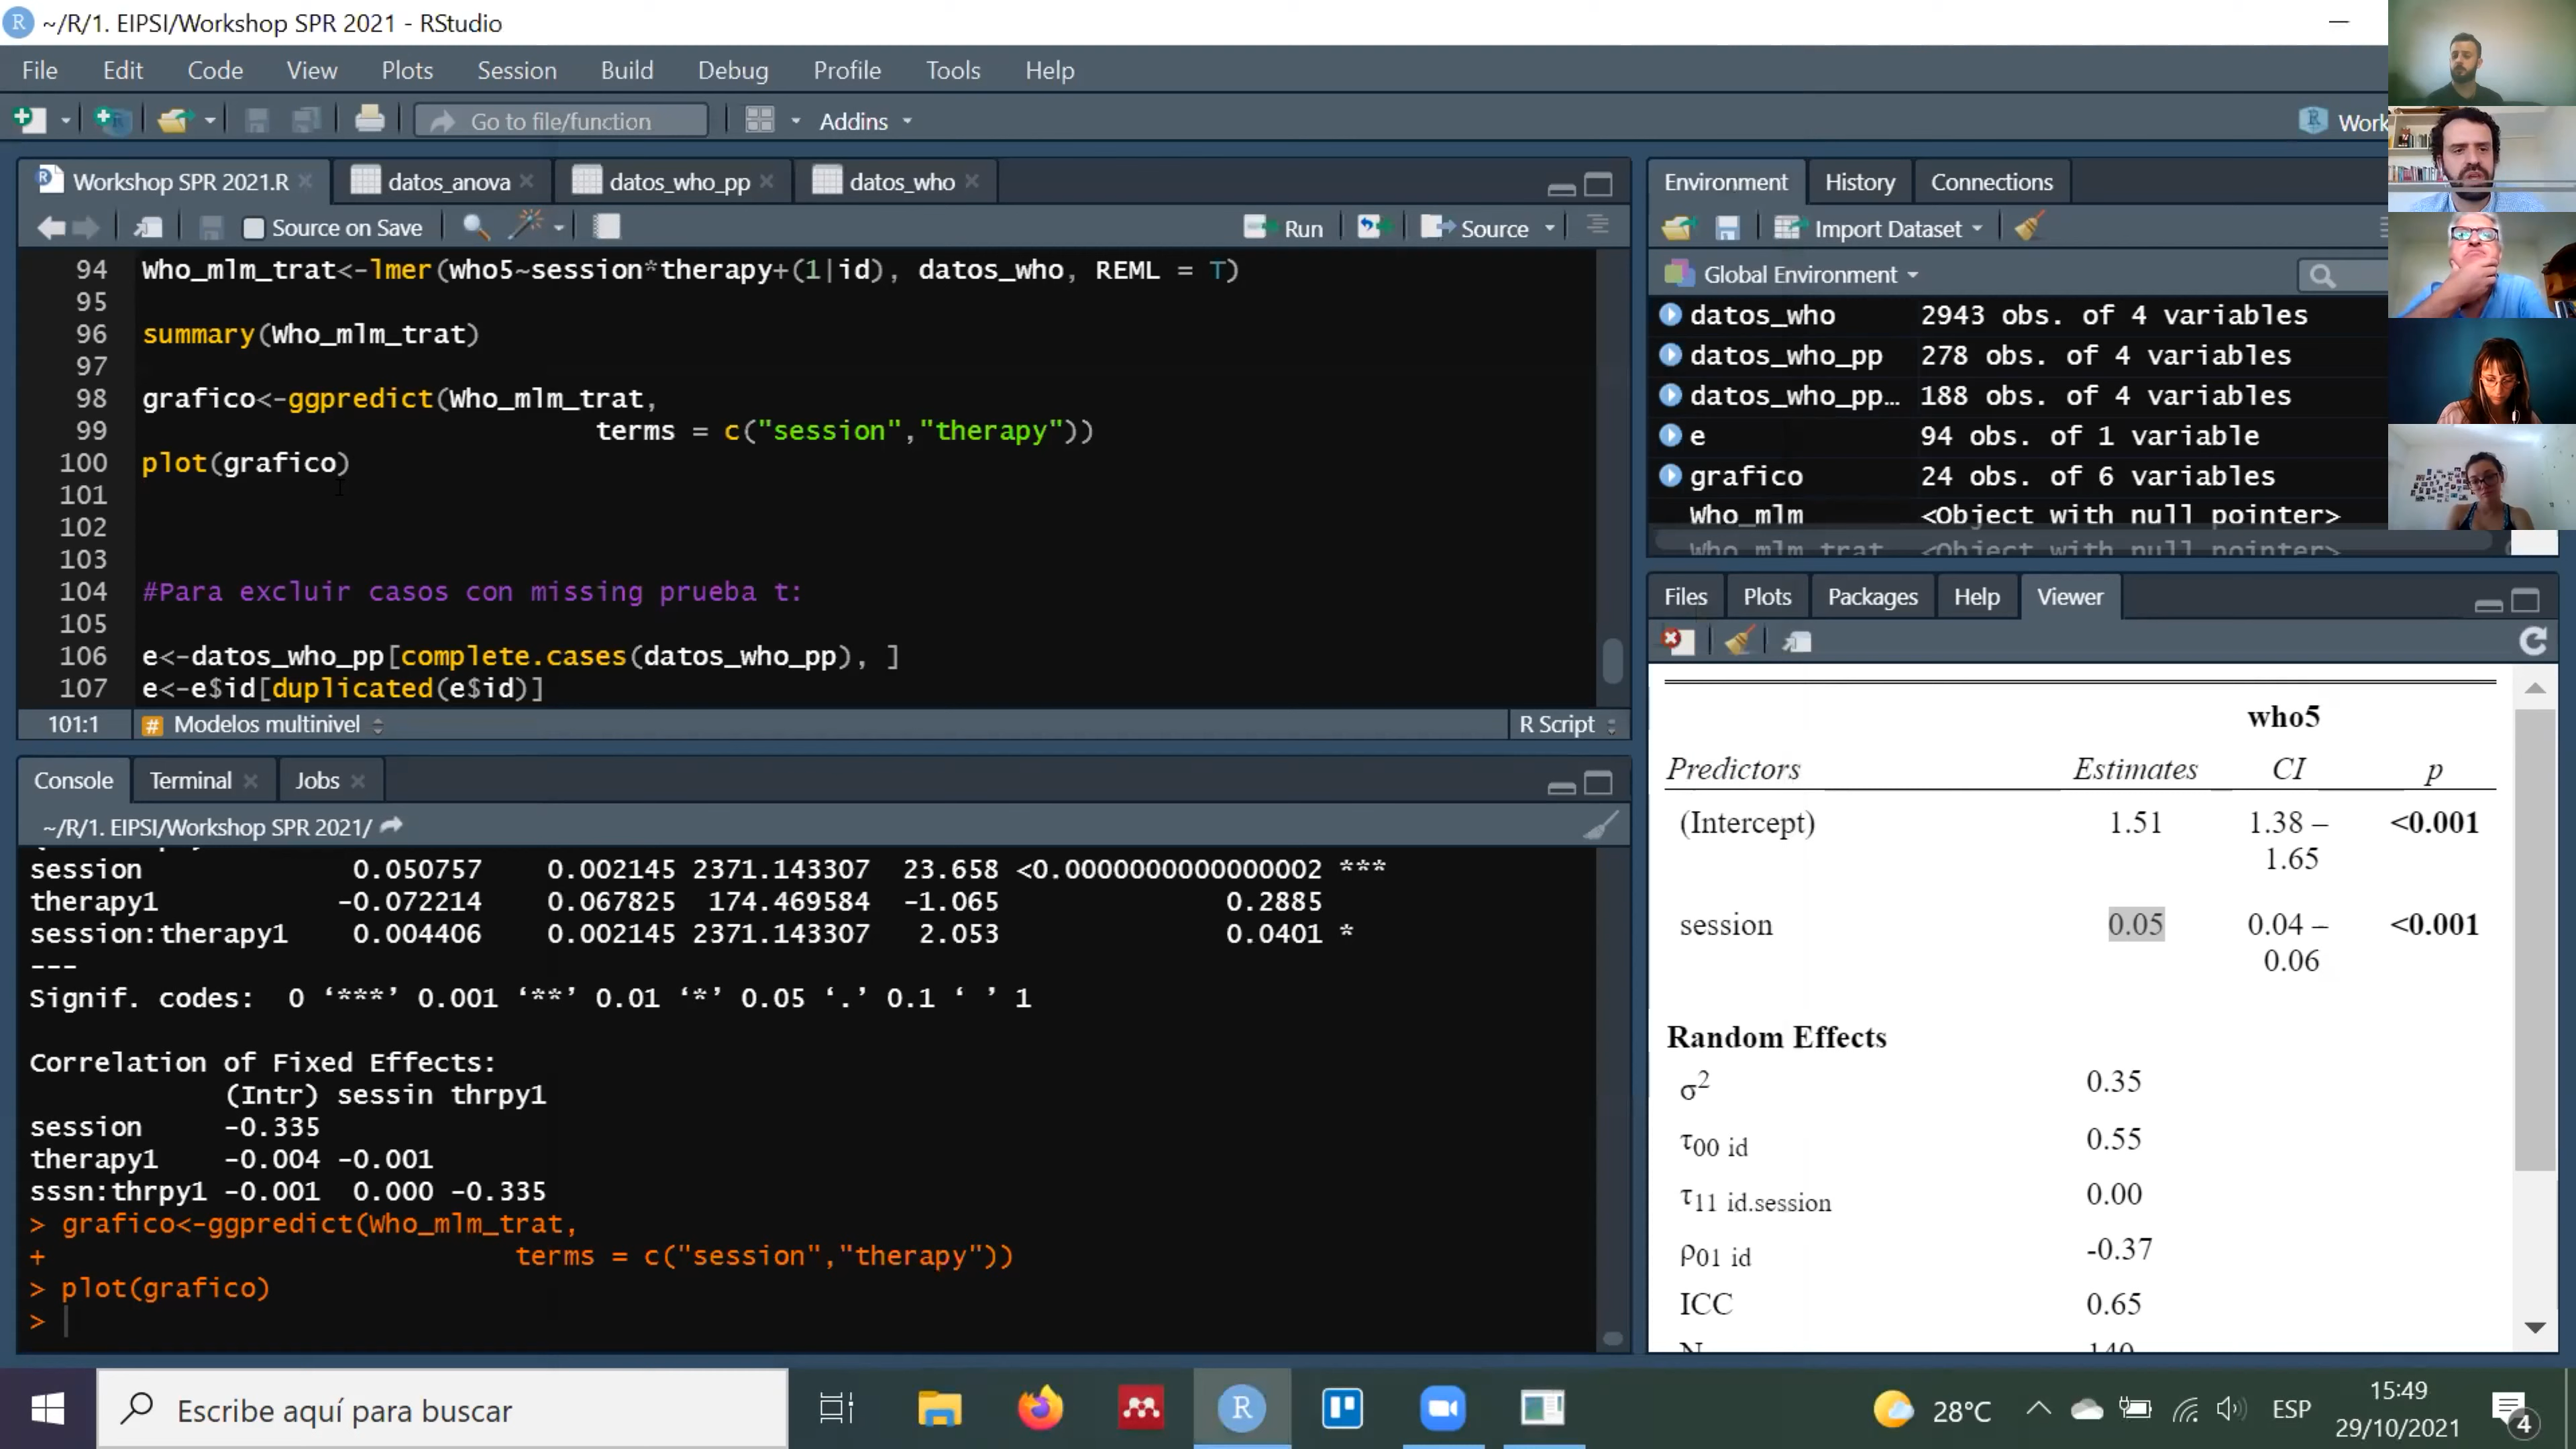 ~/R/1. EIPSI/Workshop SPR 2021 - RStudio
File Edit Code View Plots Session Build Debug Profile Tools Help
Go to file/function Addins
Workshop SPR 2021.R datos_anova datos_who_pp datos_who
Source on Save Run Source
94 Who_mlm_trat<-lmer(who5~session*therapy+(1|id), datos_who, REML = T)
95
96 summary(Who_mlm_trat)
97
98 grafico<-ggpredict(Who_mlm_trat,
99 terms = c("session","therapy"))
100 plot(grafico)
101
102
103
104 #Para excluir casos con missing prueba t:
105
106 e<-datos_who_pp[complete.cases(datos_who_pp), ]
107 e<-e$id[duplicated(e$id)]
101:1 # Modelos multinivel R Script
Console Terminal Jobs
~/R/1. EIPSI/Workshop SPR 2021/
session 0.050757 0.002145 2371.143307 23.658 <0.0000000000000002 ***
therapy1 -0.072214 0.067825 174.469584 -1.065 0.2885
session:therapy1 0.004406 0.002145 2371.143307 2.053 0.0401 *
---
Signif. codes: 0 ‘***’ 0.001 ‘**’ 0.01 ‘*’ 0.05 ‘.’ 0.1 ‘ ’ 1
Correlation of Fixed Effects:
(Intr) sessin thrpy1
session -0.335
therapy1 -0.004 -0.001
sssn:thrpy1 -0.001 0.000 -0.335
> grafico<-ggpredict(Who_mlm_trat,
+ terms = c("session","therapy"))
> plot(grafico)
>
Work
Environment History Connections
Import Dataset
Global Environment
datos_who 2943 obs. of 4 variables
datos_who_pp 278 obs. of 4 variables
datos_who_pp… 188 obs. of 4 variables
e 94 obs. of 1 variable
grafico 24 obs. of 6 variables
Who_mlm <Object with null pointer>
Who_mlm_trat <Object with null pointer>
Files Plots Packages Help Viewer
who5
Predictors Estimates CI p
(Intercept) 1.51 1.38 – <0.001
1.65
session 0.05 0.04 – <0.001
0.06
Random Effects
σ2 0.35
τ00 id 0.55
τ11 id.session 0.00
ρ01 id -0.37
ICC 0.65
N 140
Escribe aquí para buscar
R
28°C ESP 15:49
29/10/2021
4